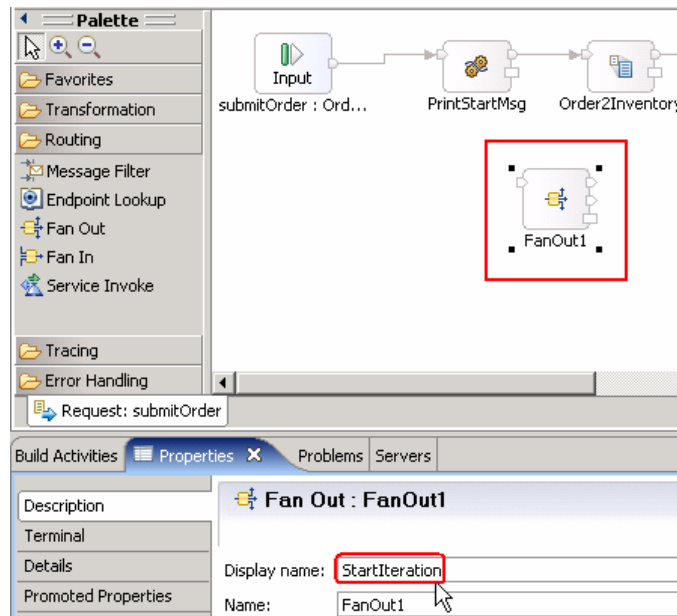 Palette
Favorites
Transformation
Routing
Message Filter
Endpoint Lookup
Fan Out
Fan In
Service Invoke
Tracing
Error Handling
Input
submitOrder : Ord...
PrintStartMsg
Order2Inventory
FanOut1
Request: submitOrder
Build Activities
Properties
Problems
Servers
Description
Terminal
Details
Promoted Properties
Fan Out : FanOut1
Display name: StartIteration
Name: FanOut1